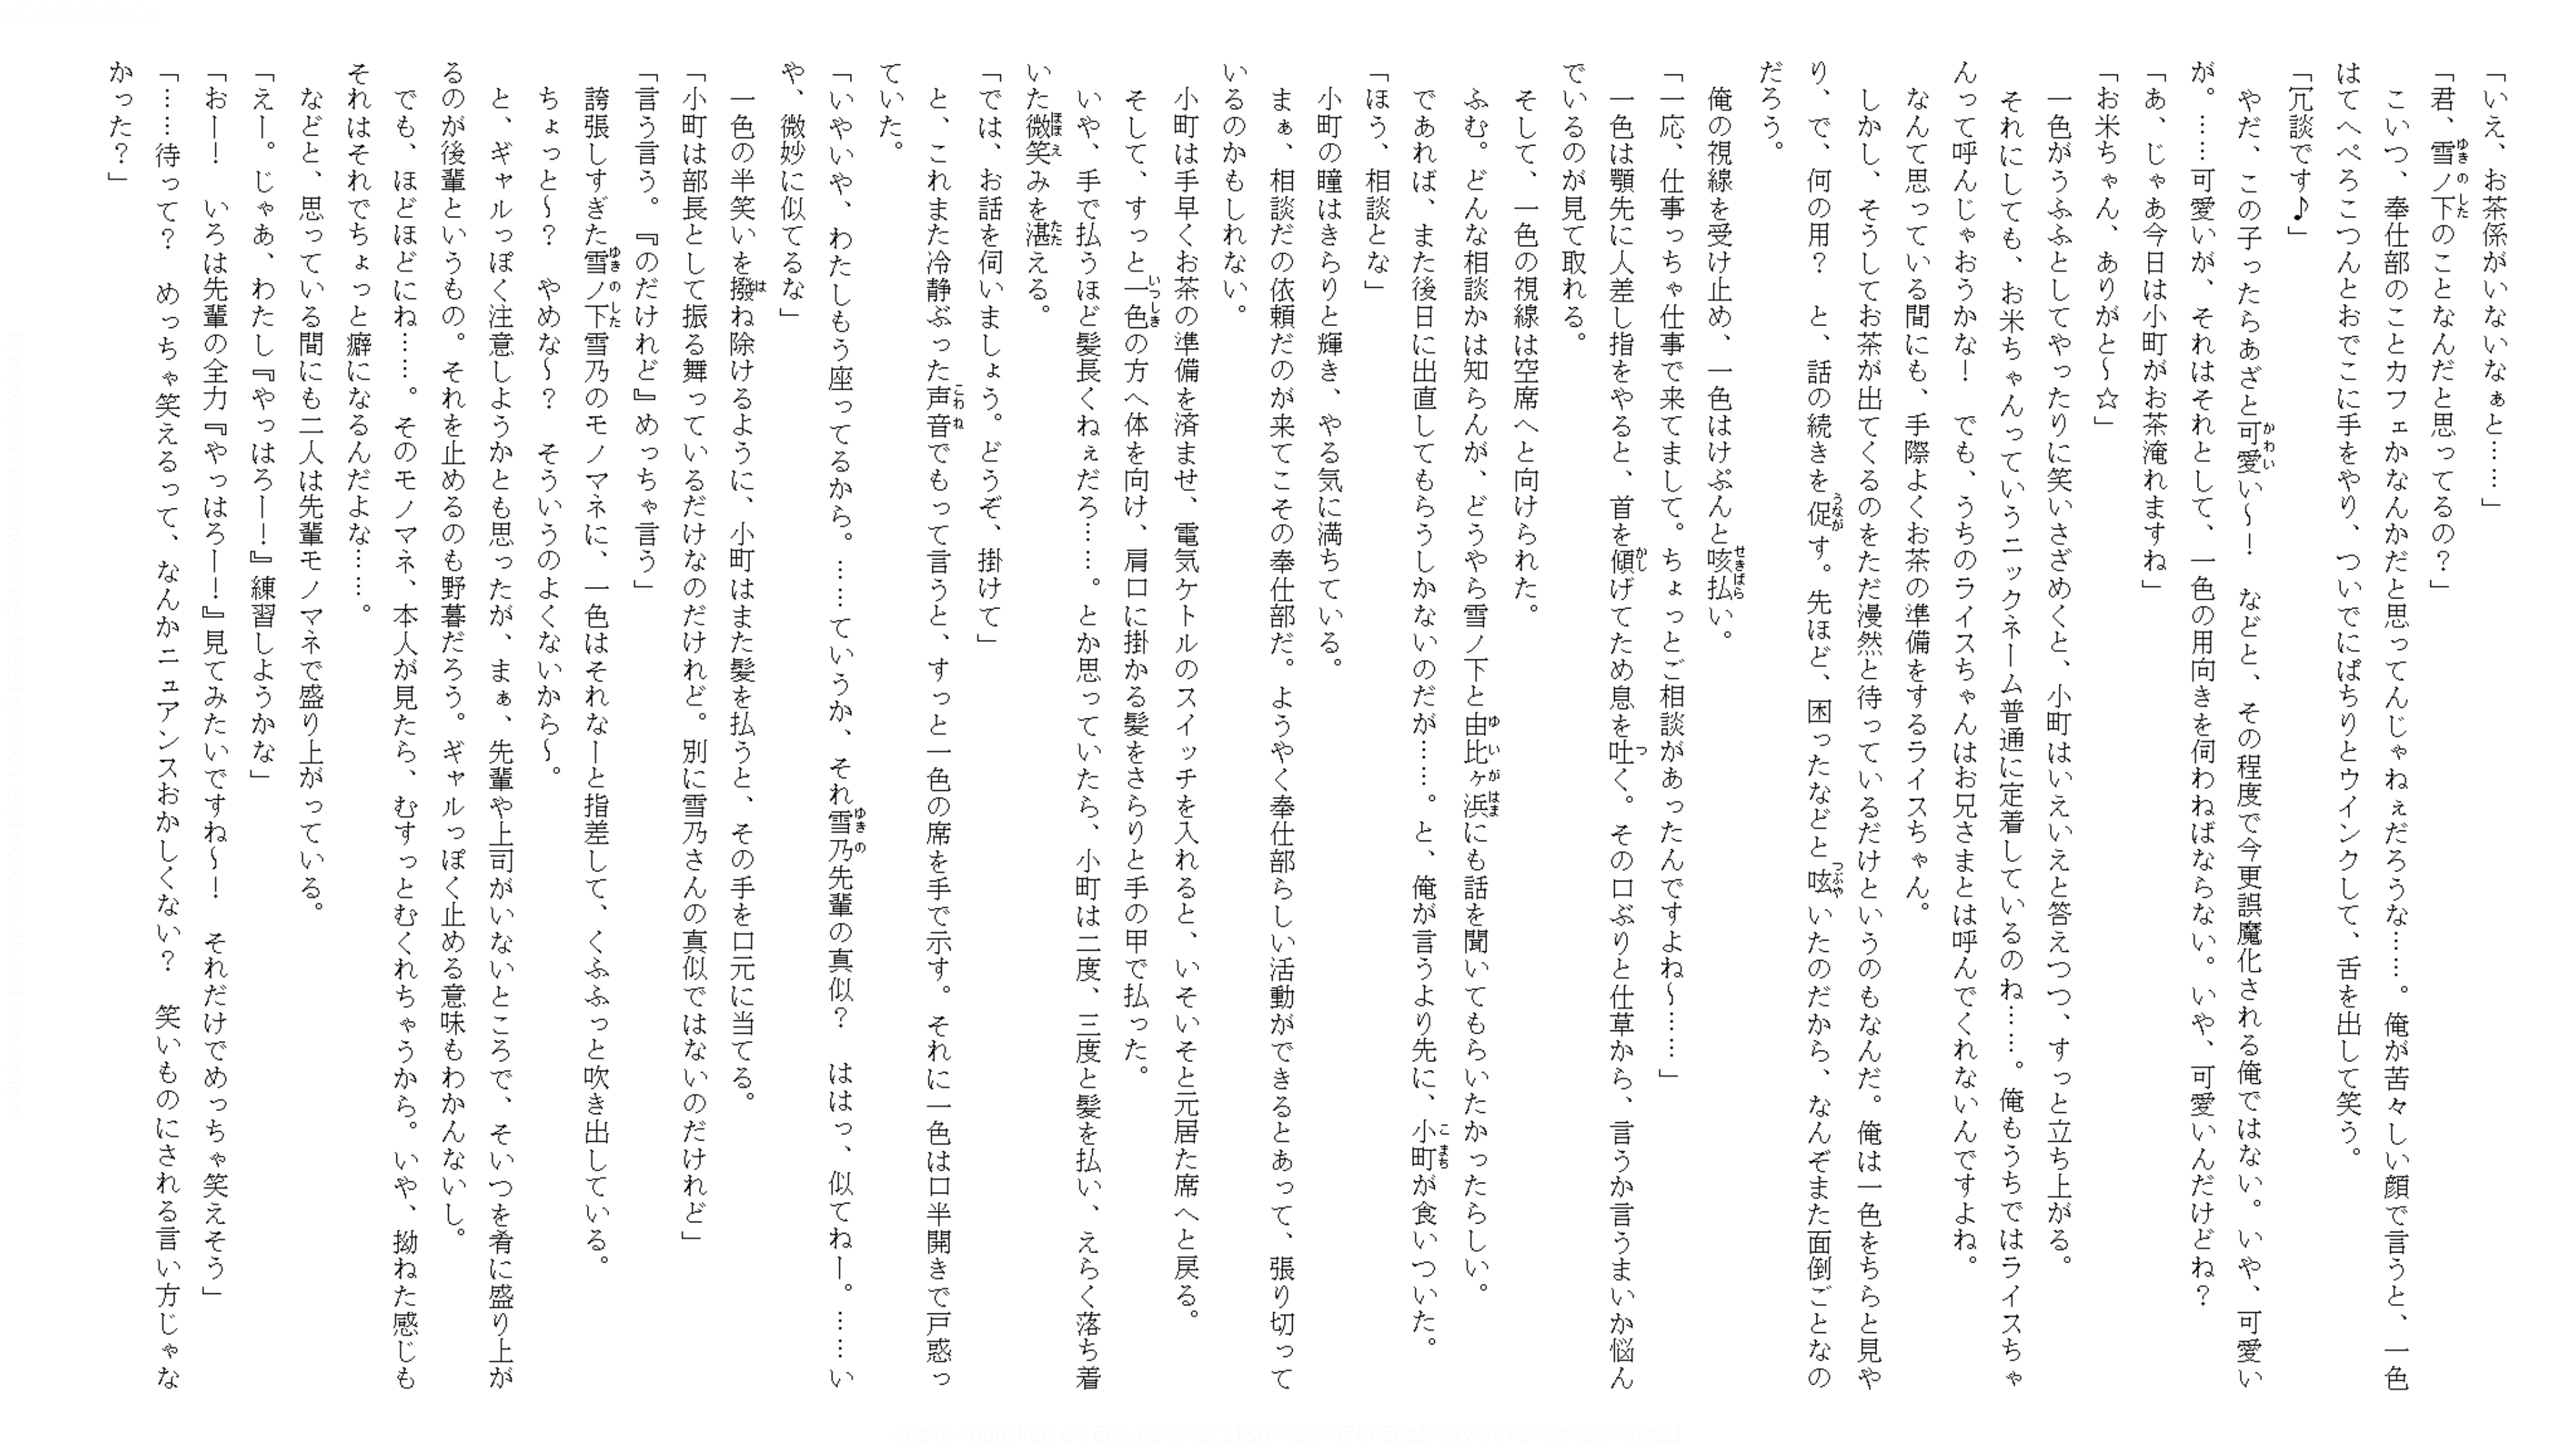 「いえ、お茶係がいないなぁと……」
「君、雪ノ下のことなんだと思ってるの？」
　こいつ、奉仕部のことカフェかなんかだと思ってんじゃねぇだろうな……。俺が苦々しい顔で言うと、一色
はてへぺろこつんとおでこに手をやり、ついでにぱちりとウインクして、舌を出して笑う。
「冗談です♪」
　やだ、この子ったらあざと可愛い～！　などと、その程度で今更誤魔化される俺ではない。いや、可愛い
が。……可愛いが、それはそれとして、一色の用向きを伺わねばならない。いや、可愛いんだけどね？
「あ、じゃあ今日は小町がお茶淹れますね」
「お米ちゃん、ありがと～☆」
　一色がうふふとしてやったりに笑いさざめくと、小町はいえいえと答えつつ、すっと立ち上がる。
　それにしても、お米ちゃんっていうニックネーム普通に定着しているのね……。俺もうちではライスちゃ
んって呼んじゃおうかな！　でも、うちのライスちゃんはお兄さまとは呼んでくれないんですよね。
　なんて思っている間にも、手際よくお茶の準備をするライスちゃん。
　しかし、そうしてお茶が出てくるのをただ漫然と待っているだけというのもなんだ。俺は一色をちらと見や
り、で、何の用？　と、話の続きを促す。先ほど、困ったなどと呟いたのだから、なんぞまた面倒ごとなの
だろう。
　俺の視線を受け止め、一色はけぷんと咳払い。
「一応、仕事っちゃ仕事で来てまして。ちょっとご相談があったんですよね～……」
　一色は顎先に人差し指をやると、首を傾げてため息を吐く。その口ぶりと仕草から、言うか言うまいか悩ん
でいるのが見て取れる。
　そして、一色の視線は空席へと向けられた。
　ふむ。どんな相談かは知らんが、どうやら雪ノ下と由比ヶ浜にも話を聞いてもらいたかったらしい。
　であれば、また後日に出直してもらうしかないのだが……。と、俺が言うより先に、小町が食いついた。
「ほう、相談とな」
　小町の瞳はきらりと輝き、やる気に満ちている。
　まぁ、相談だの依頼だのが来てこその奉仕部だ。ようやく奉仕部らしい活動ができるとあって、張り切って
いるのかもしれない。
　小町は手早くお茶の準備を済ませ、電気ケトルのスイッチを入れると、いそいそと元居た席へと戻る。
　そして、すっと一色の方へ体を向け、肩口に掛かる髪をさらりと手の甲で払った。
　いや、手で払うほど髪長くねぇだろ……。とか思っていたら、小町は二度、三度と髪を払い、えらく落ち着
いた微笑みを湛える。
「では、お話を伺いましょう。どうぞ、掛けて」
　と、これまた冷静ぶった声音でもって言うと、すっと一色の席を手で示す。それに一色は口半開きで戸惑っ
ていた。
「いやいや、わたしもう座ってるから。……ていうか、それ雪乃先輩の真似？　ははっ、似てねー。……い
や、微妙に似てるな」
　一色の半笑いを撥ね除けるように、小町はまた髪を払うと、その手を口元に当てる。
「小町は部長として振る舞っているだけなのだけれど。別に雪乃さんの真似ではないのだけれど」
「言う言う。『のだけれど』めっちゃ言う」
　誇張しすぎた雪ノ下雪乃のモノマネに、一色はそれなーと指差して、くふふっと吹き出している。
　ちょっと～？　やめな～？　そういうのよくないから～。
　と、ギャルっぽく注意しようかとも思ったが、まぁ、先輩や上司がいないところで、そいつを肴に盛り上が
るのが後輩というもの。それを止めるのも野暮だろう。ギャルっぽく止める意味もわかんないし。
　でも、ほどほどにね……。そのモノマネ、本人が見たら、むすっとむくれちゃうから。いや、拗ねた感じも
それはそれでちょっと癖になるんだよな……。
　などと、思っている間にも二人は先輩モノマネで盛り上がっている。
「えー。じゃあ、わたし『やっはろー！』練習しようかな」
「おー！　いろは先輩の全力『やっはろー！』見てみたいですね～！　それだけでめっちゃ笑えそう」
「……待って？　めっちゃ笑えるって、なんかニュアンスおかしくない？　笑いものにされる言い方じゃな
かった？」